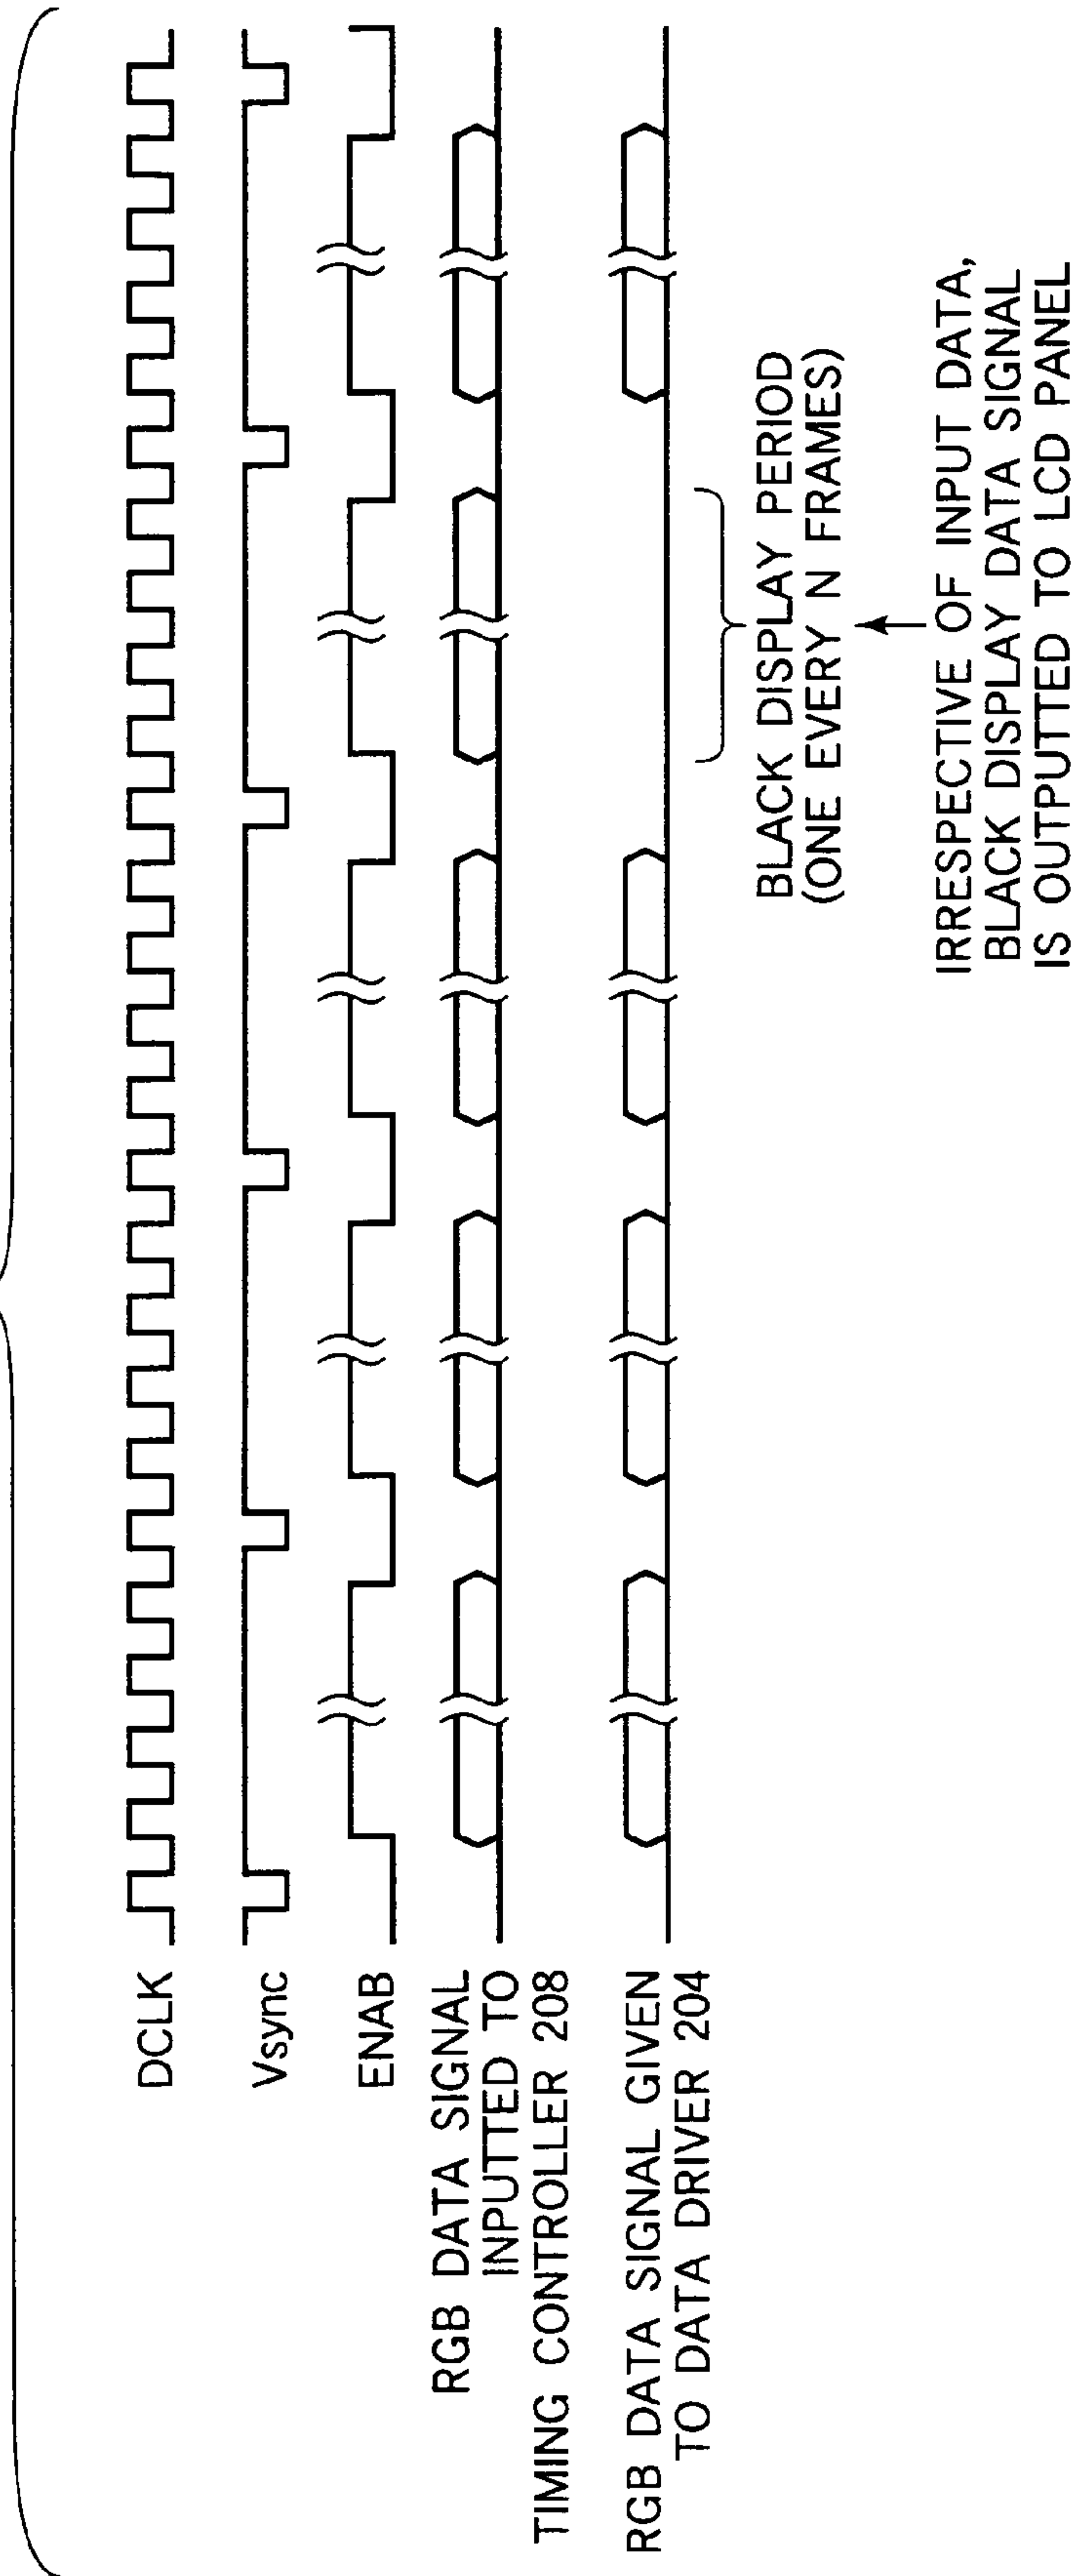 DCLK
Vsync
ENAB
RGB DATA SIGNAL
INPUTTED TO
TIMING CONTROLLER 208
RGB DATA SIGNAL GIVEN
TO DATA DRIVER 204
BLACK DISPLAY PERIOD
(ONE EVERY N FRAMES)
IRRESPECTIVE OF INPUT DATA,
BLACK DISPLAY DATA SIGNAL
IS OUTPUTTED TO LCD PANEL